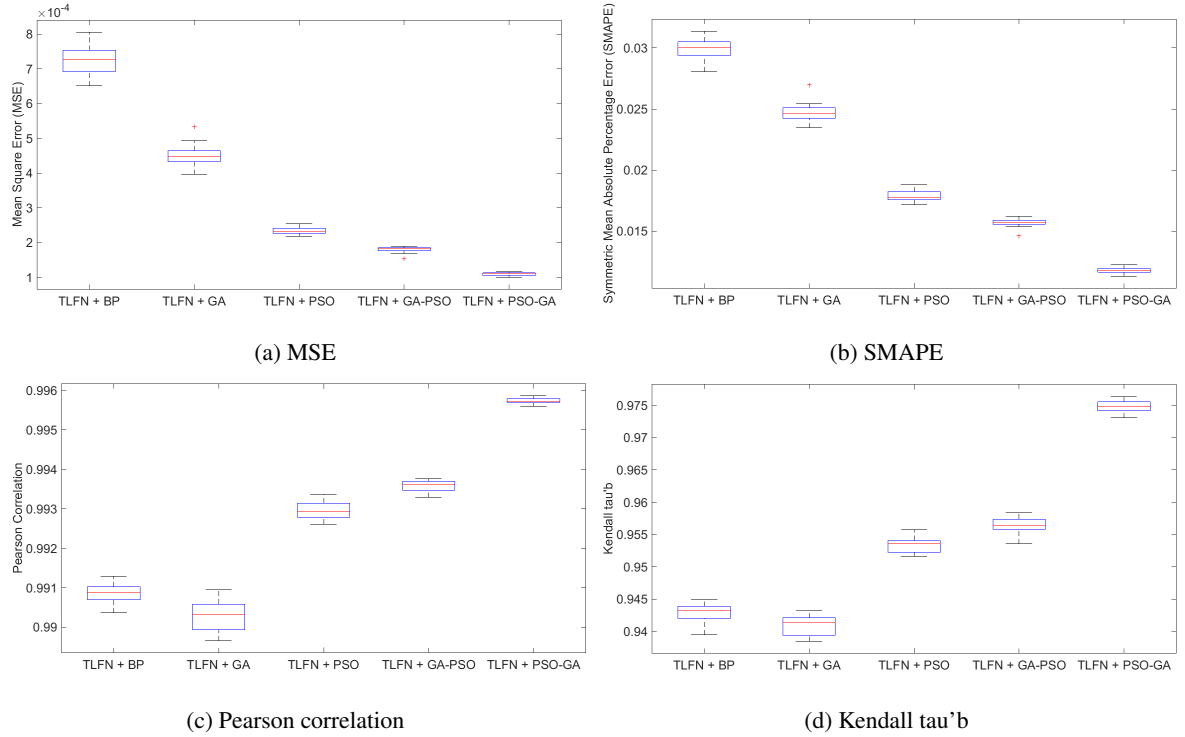 ×10⁻⁴
8
7
6
5
4
3
2
1
Mean Square Error (MSE)
TLFN + BP TLFN + GA TLFN + PSO TLFN + GA-PSO TLFN + PSO-GA
(a) MSE
0.03
0.025
0.02
0.015
Symmetric Mean Absolute Percentage Error (SMAPE)
TLFN + BP TLFN + GA TLFN + PSO TLFN + GA-PSO TLFN + PSO-GA
(b) SMAPE
0.996
0.995
0.994
0.993
0.992
0.991
0.99
Pearson Correlation
TLFN + BP TLFN + GA TLFN + PSO TLFN + GA-PSO TLFN + PSO-GA
(c) Pearson correlation
0.975
0.97
0.965
0.96
0.955
0.95
0.945
0.94
Kendall tau'b
TLFN + BP TLFN + GA TLFN + PSO TLFN + GA-PSO TLFN + PSO-GA
(d) Kendall tau’b